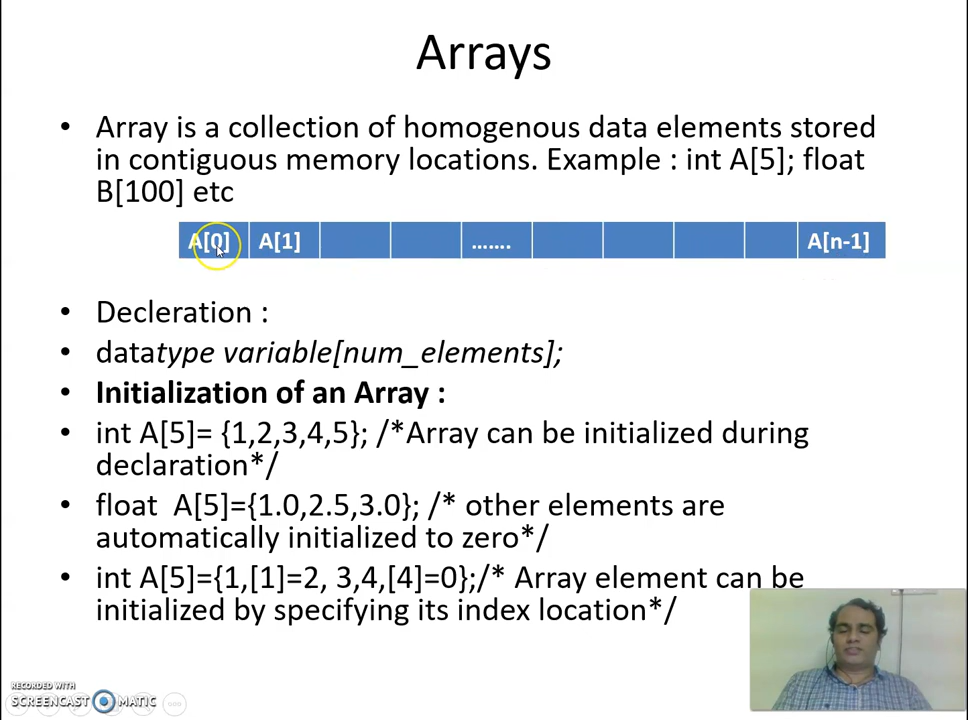 Arrays
• Array is a collection of homogenous data elements stored
in contiguous memory locations. Example : int A[5]; float
B[100] etc
A[0] A[1] ……. A[n-1]
• Decleration :
• datatype variable[num_elements];
• Initialization of an Array :
• int A[5]= {1,2,3,4,5}; /*Array can be initialized during
declaration*/
• float  A[5]={1.0,2.5,3.0}; /* other elements are
automatically initialized to zero*/
• int A[5]={1,[1]=2, 3,4,[4]=0};/* Array element can be
initialized by specifying its index location*/
RECORDED WITH
SCREENCAST MATIC